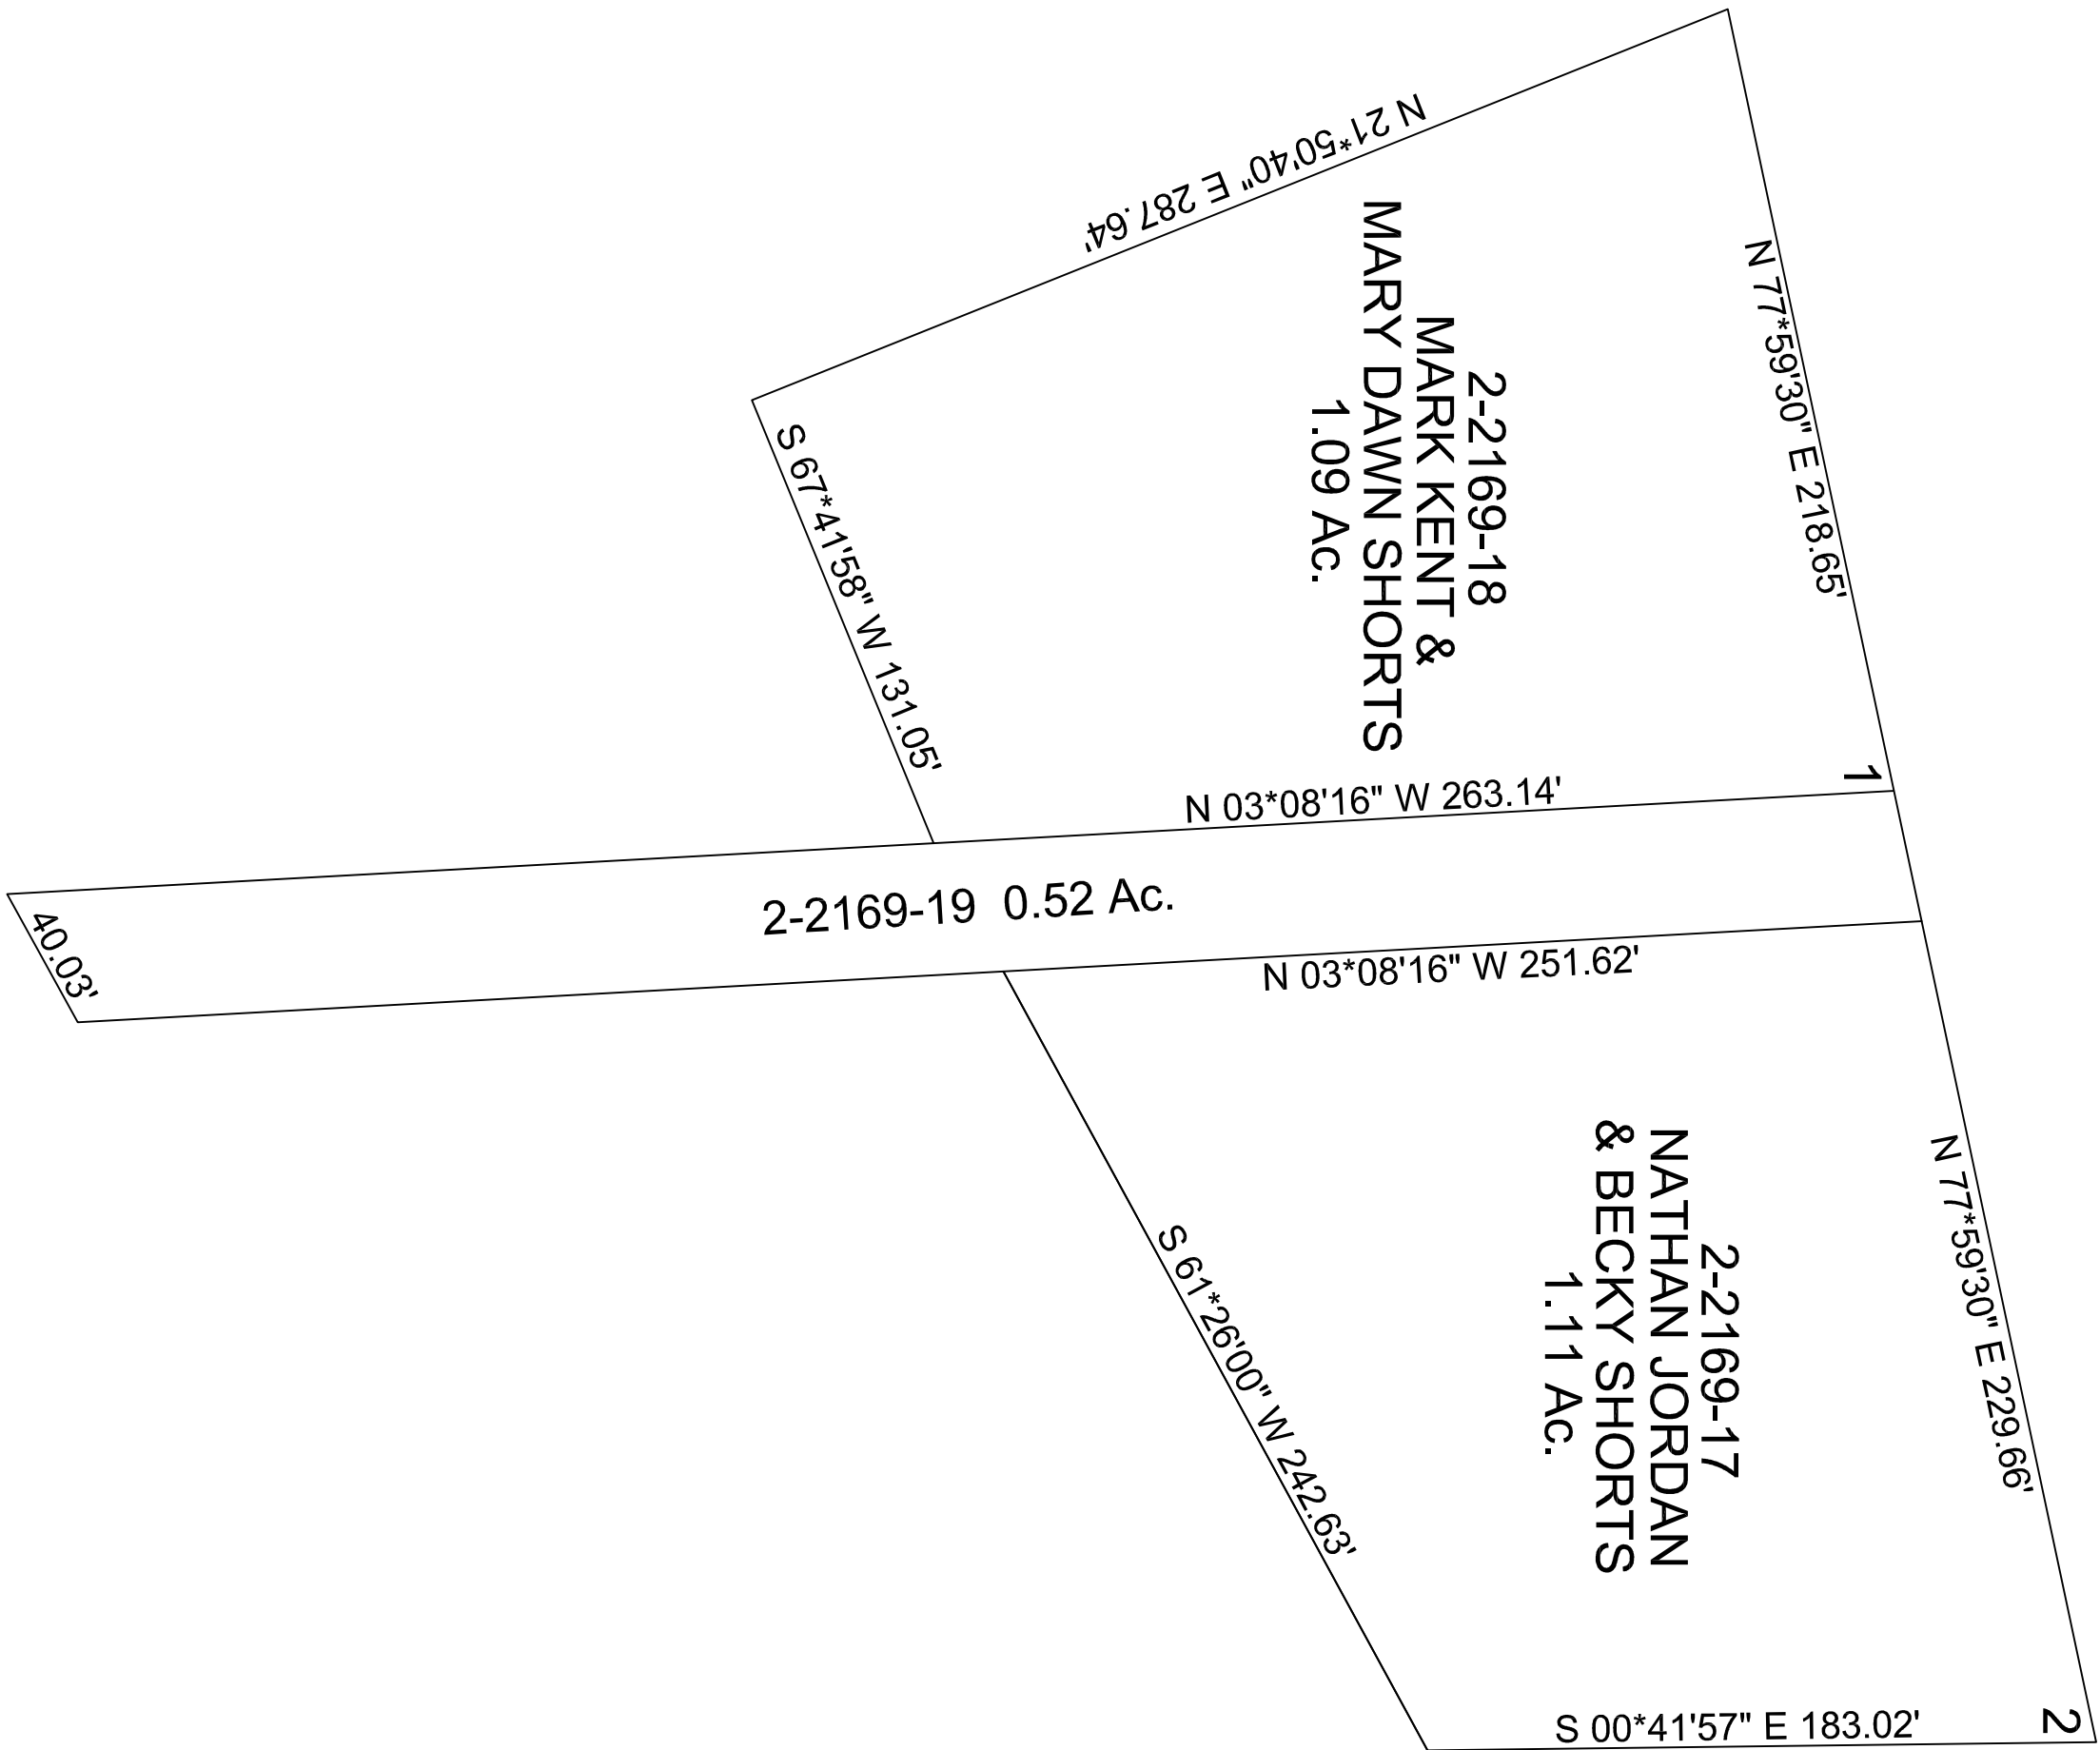 N 21*50'40" E 287.64'
N 77*59'30" E 218.65'
2-2169-18
MARK KENT &
MARY DAWN SHORTS
1.09 Ac.
S 67*41'58" W 131.05'
1
N 03*08'16" W 263.14'
2-2169-19 0.52 Ac.
40.03'
N 03*08'16" W 251.62'
N 77*59'30" E 229.66'
2-2169-17
NATHAN JORDAN
& BECKY SHORTS
1.11 Ac.
S 61*26'00" W 242.63'
S 00*41'57" E 183.02'
2